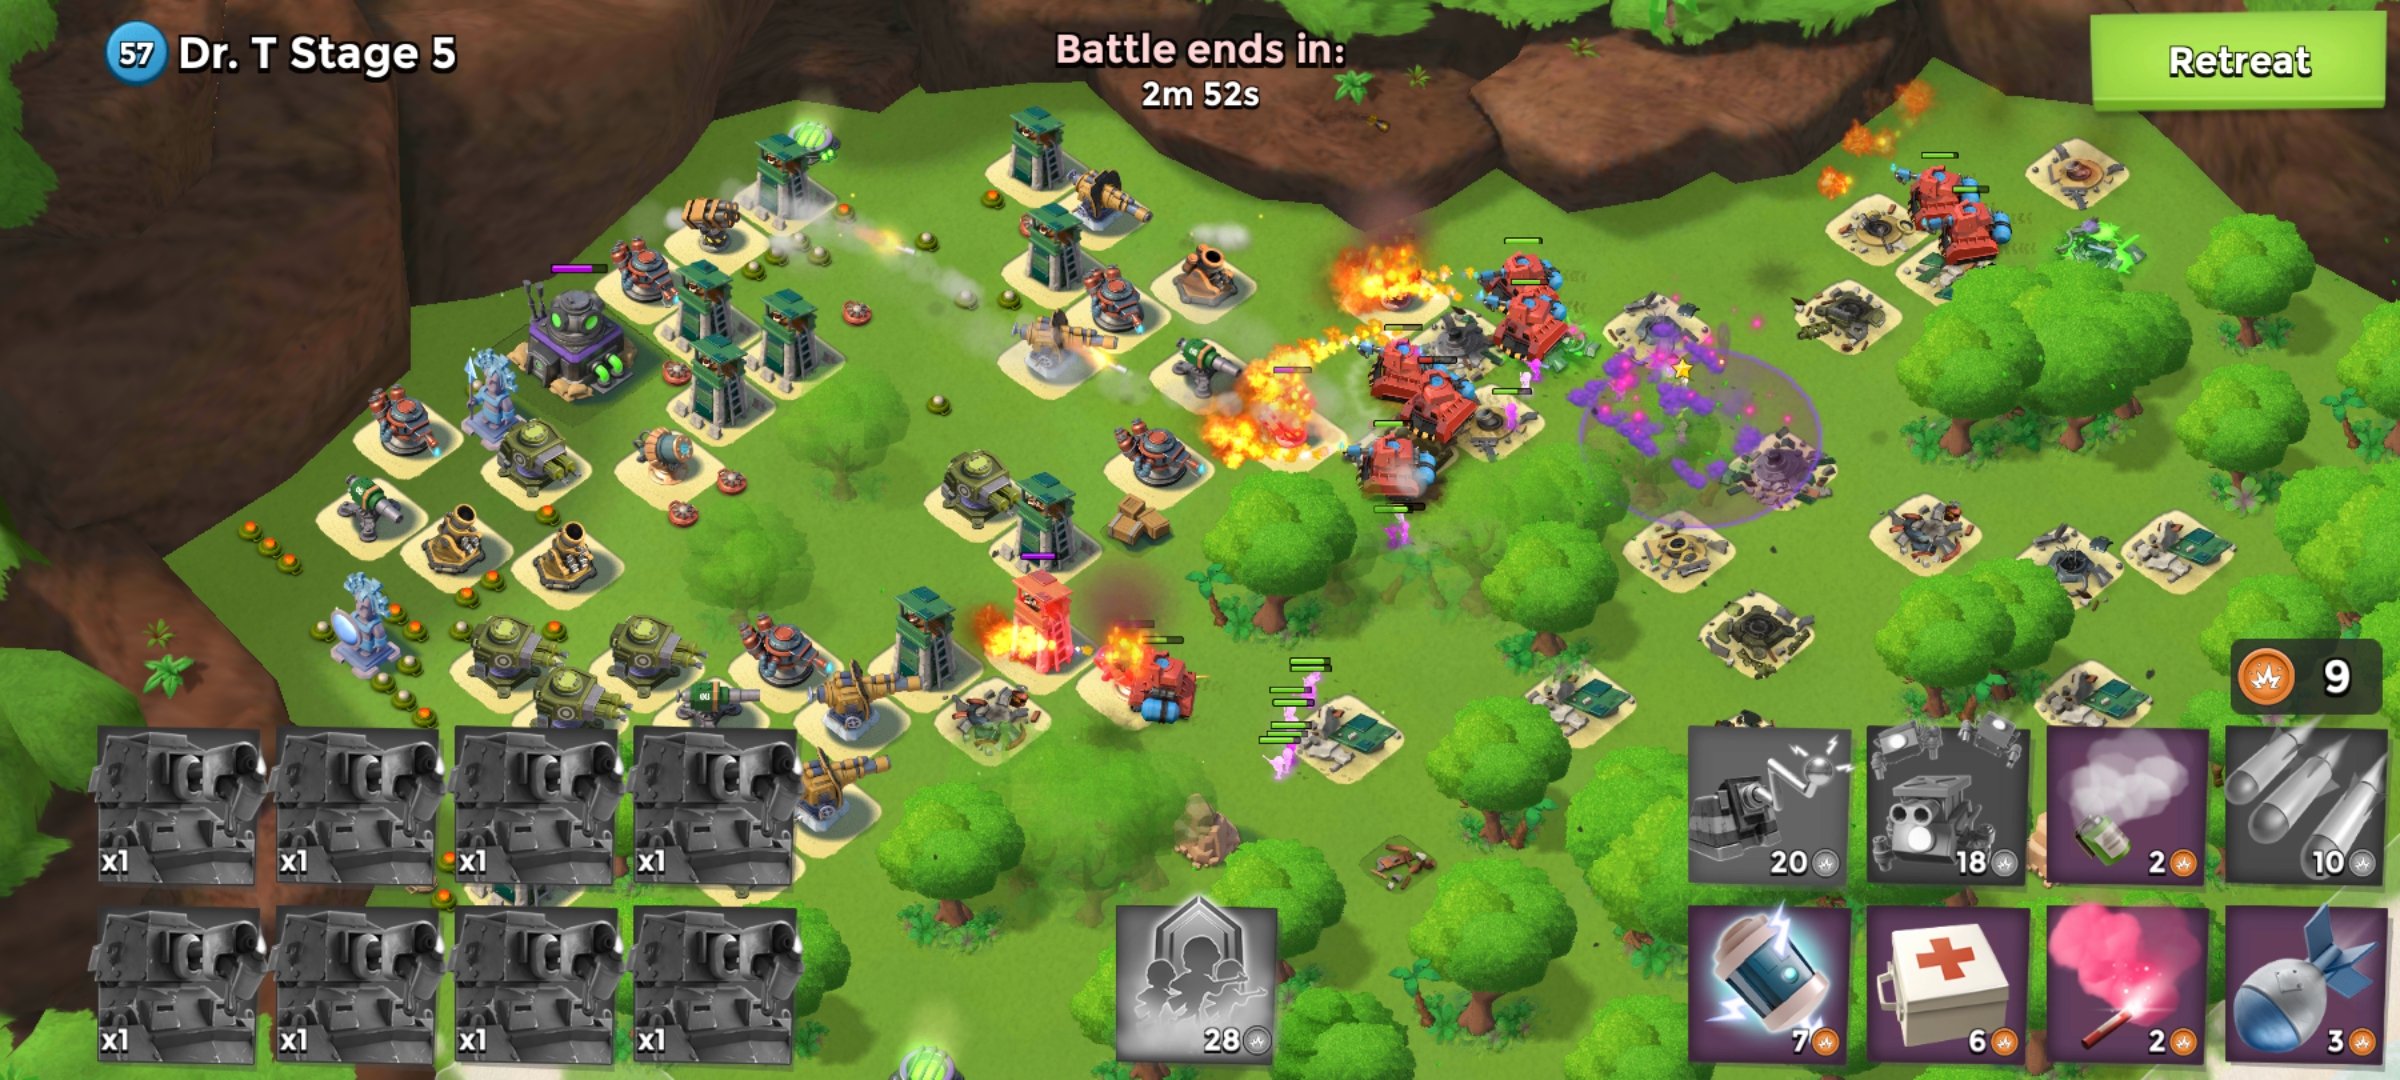 57 Dr. T Stage 5
Battle ends in:
2m 52s
Retreat
9
x1 x1 x1 x1
20 18 2 10
x1 x1 x1 x1
28
7 6 2 3